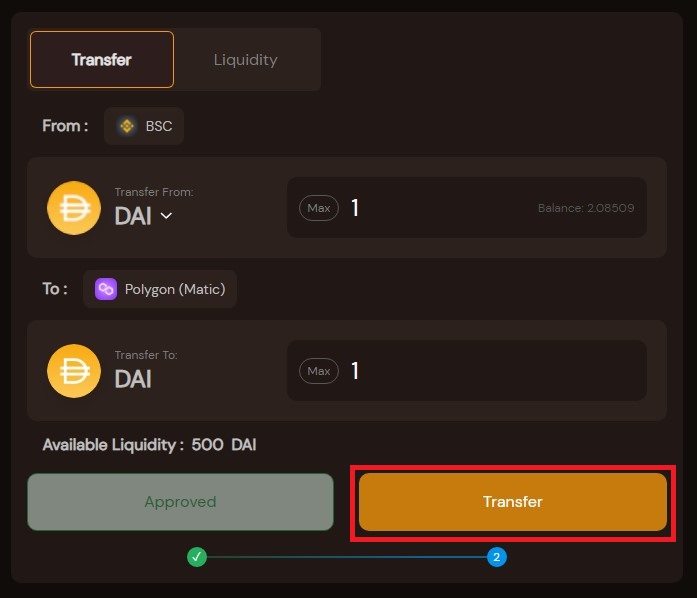 Transfer Liquidity
From : BSC
Transfer From:
DAI
Max 1 Balance: 2.08509
To : Polygon (Matic)
Transfer To:
DAI
Max 1
Available Liquidity : 500 DAI
Approved Transfer
2